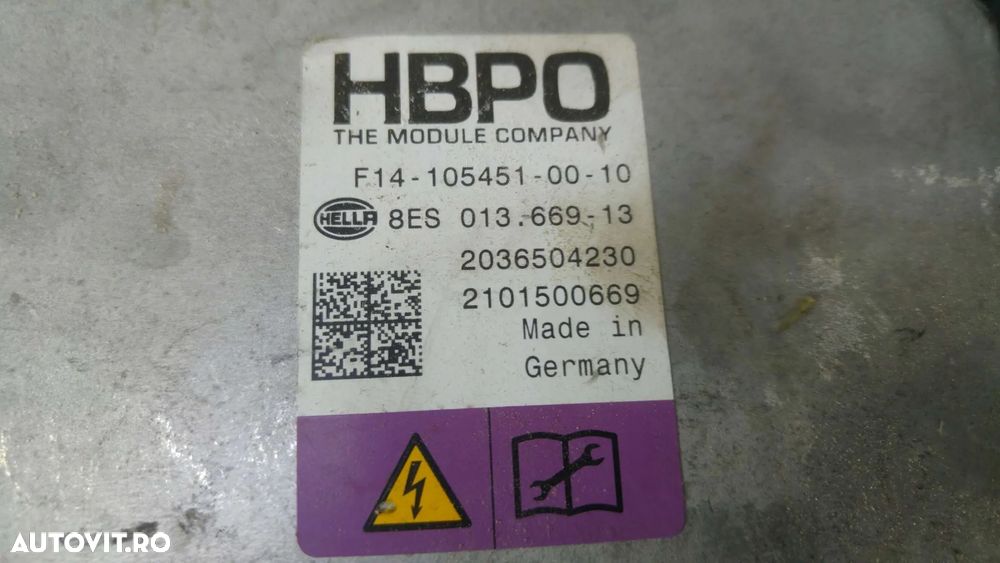 HBPO
THE MODULE COMPANY
F14-105451-00-10
HELLA 8ES 013.669-13
2036504230
2101500669
Made in
Germany
AUTOVIT.RO